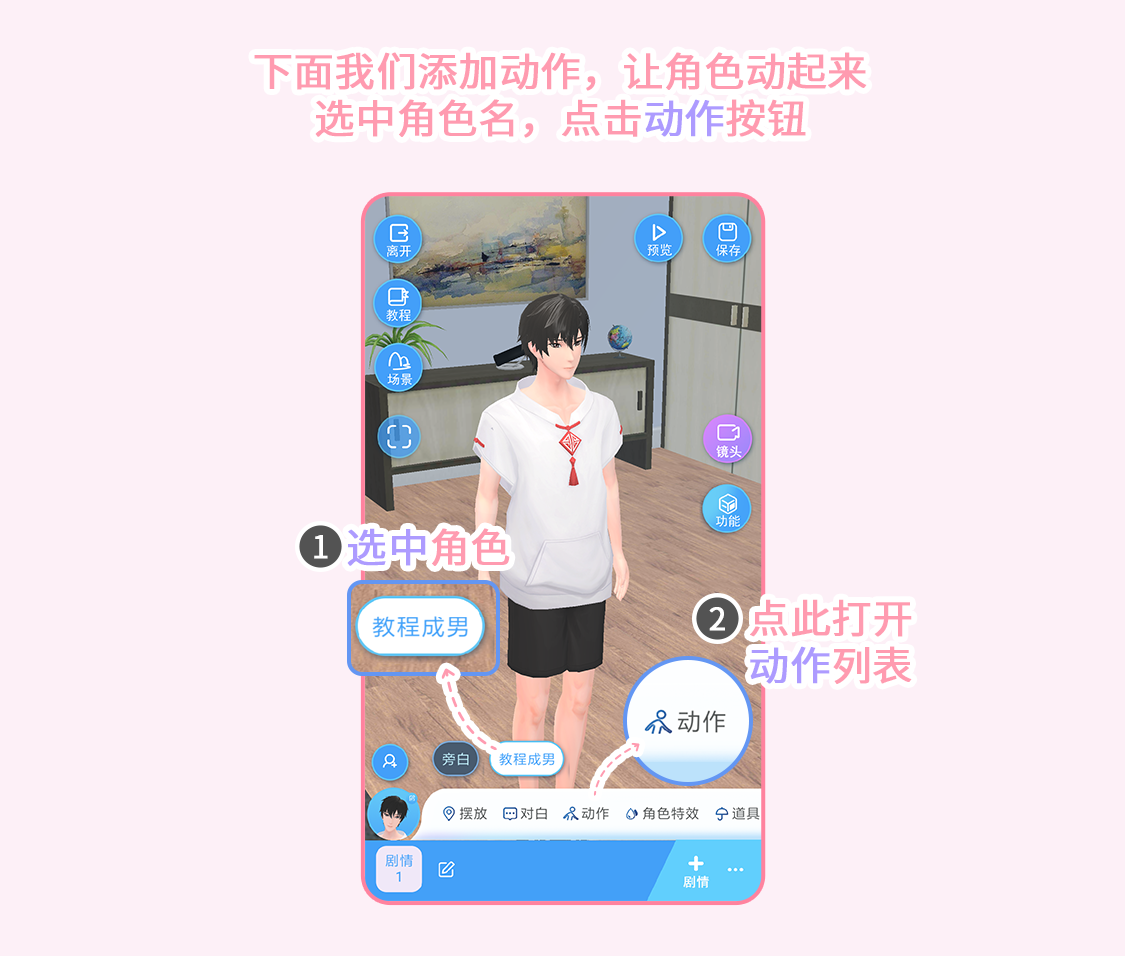 下面我们添加动作，让角色动起来
选中角色名，点击动作按钮
离开
预览
保存
教程
场景
镜头
功能
1 选中角色
教程成男
2 点此打开
动作列表
动作
旁白
教程成男
摆放
对白
动作
角色特效
道具
剧情
1
剧情